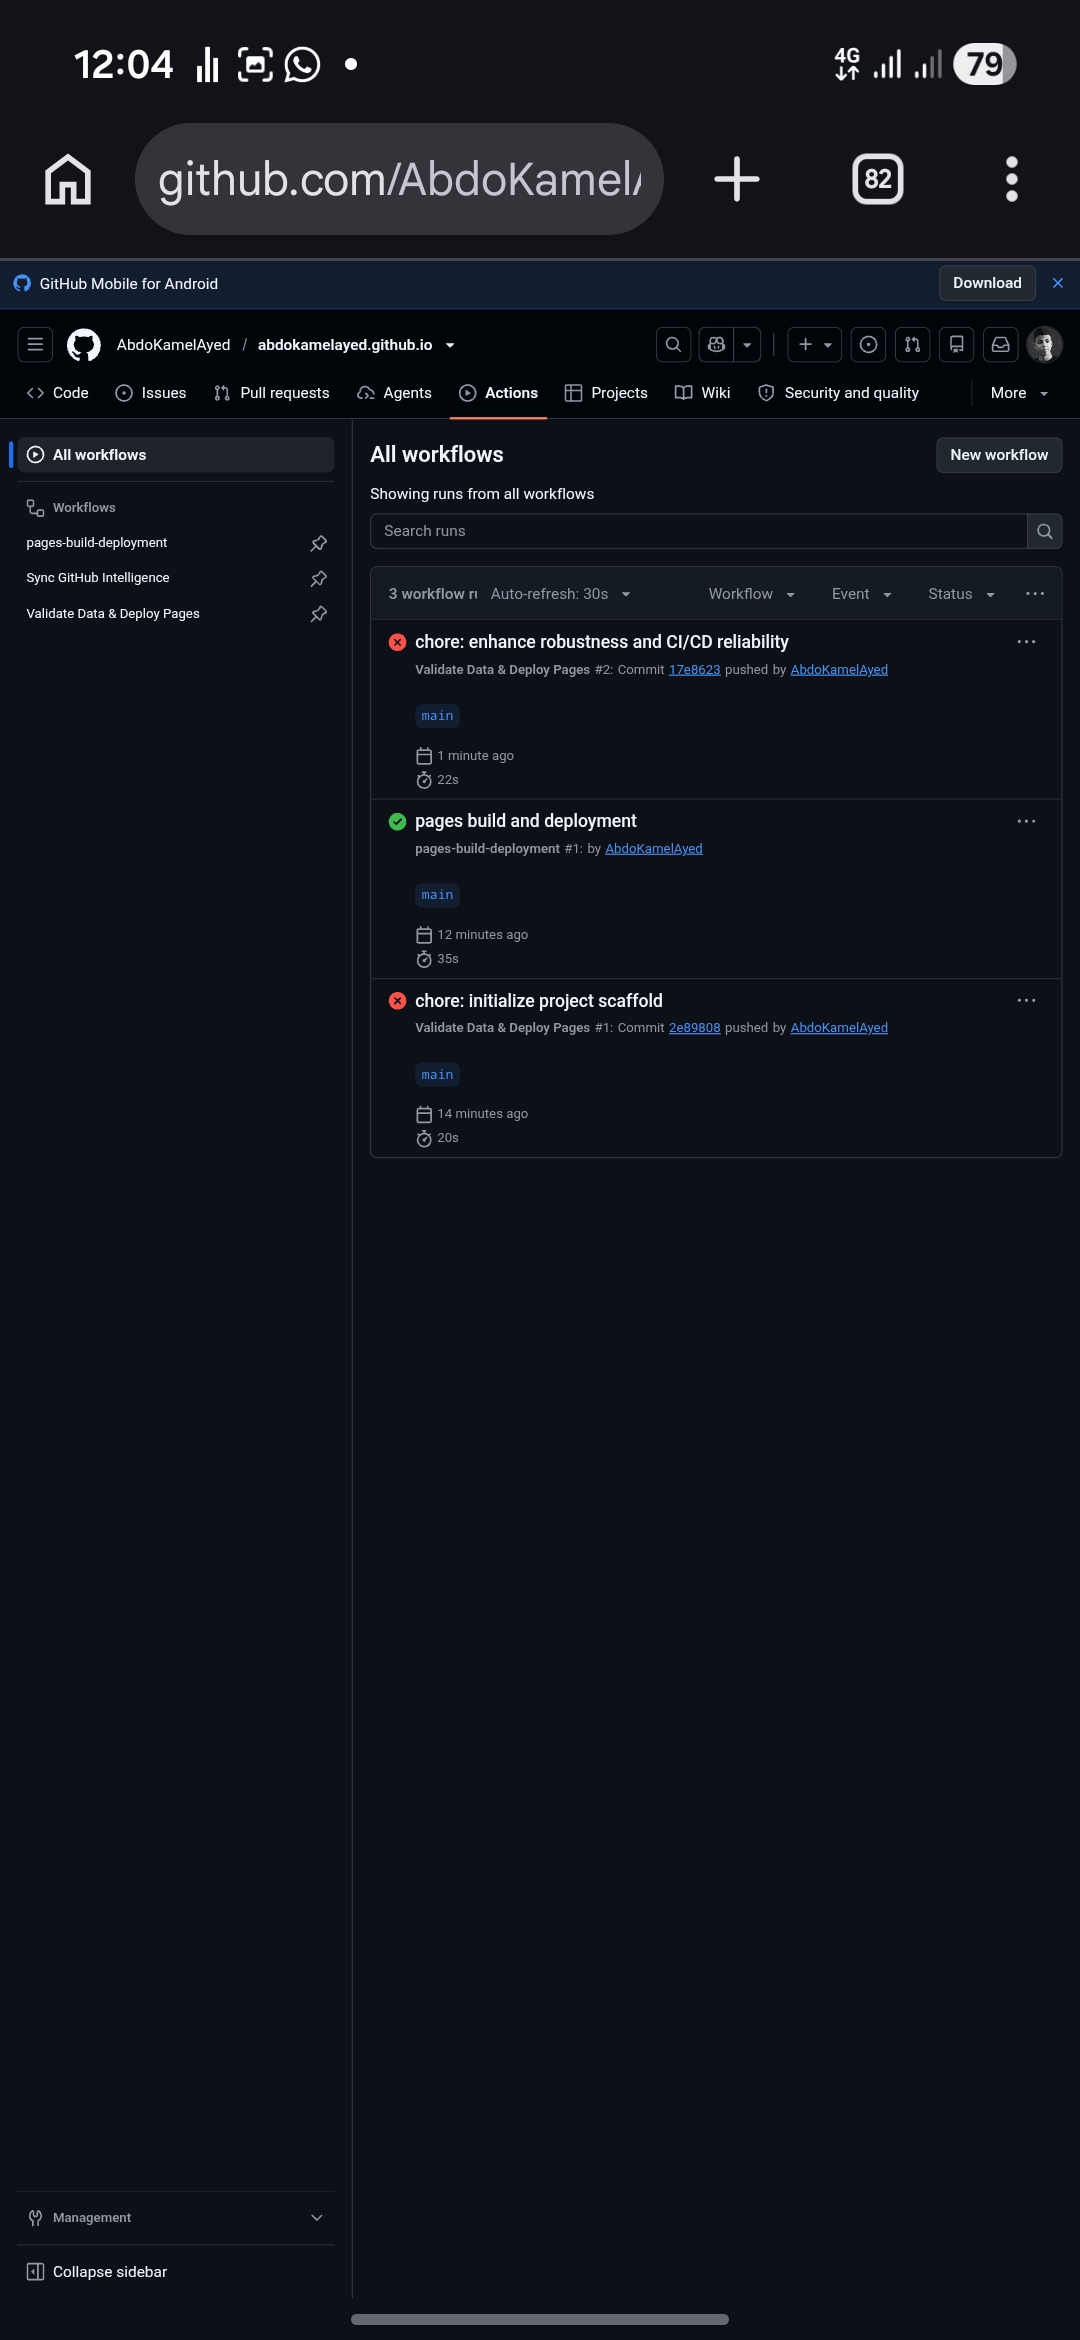 12:04
4G
79
github.com/AbdoKamelA
82
GitHub Mobile for Android
Download
AbdoKamelAyed / abdokamelayed.github.io
Code
Issues
Pull requests
Agents
Actions
Projects
Wiki
Security and quality
More
All workflows
Workflows
pages-build-deployment
Sync GitHub Intelligence
Validate Data & Deploy Pages
All workflows
New workflow
Showing runs from all workflows
Search runs
3 workflow ru
Auto-refresh: 30s
Workflow
Event
Status
chore: enhance robustness and CI/CD reliability
Validate Data & Deploy Pages #2: Commit 17e8623 pushed by AbdoKamelAyed
main
1 minute ago
22s
pages build and deployment
pages-build-deployment #1: by AbdoKamelAyed
main
12 minutes ago
35s
chore: initialize project scaffold
Validate Data & Deploy Pages #1: Commit 2e89808 pushed by AbdoKamelAyed
main
14 minutes ago
20s
Management
Collapse sidebar